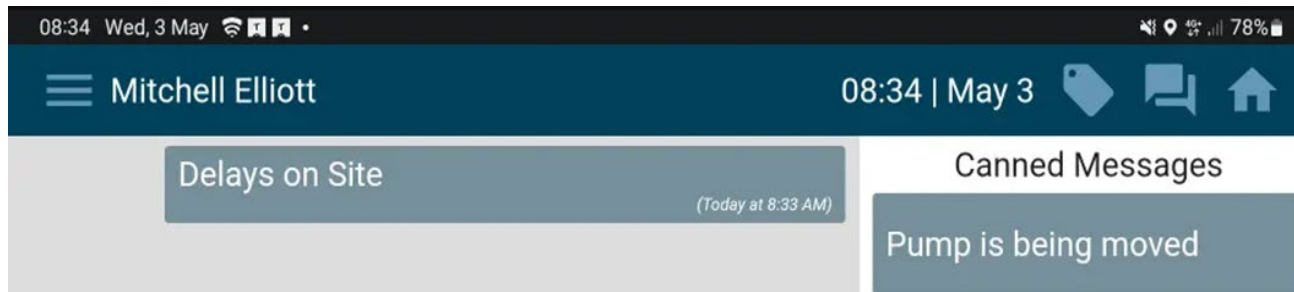 08:34 Wed, 3 May
78%
Mitchell Elliott
08:34 | May 3
Delays on Site
(Today at 8:33 AM)
Canned Messages
Pump is being moved